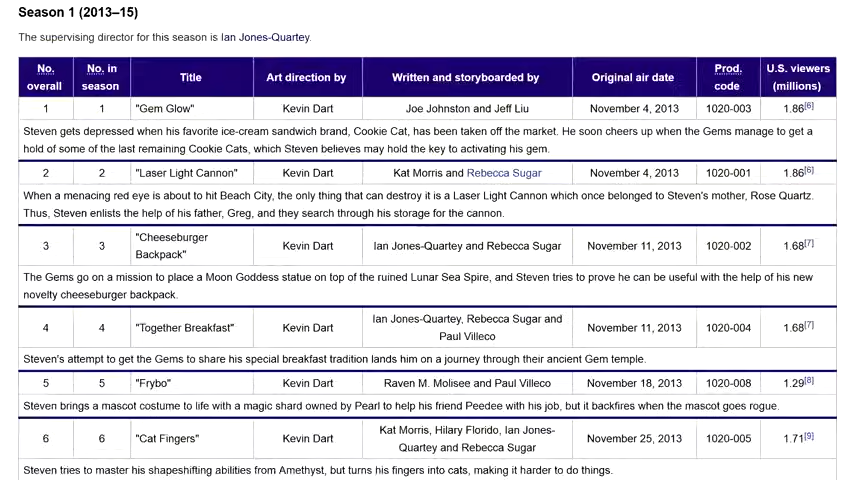 Season 1 (2013–15)
The supervising director for this season is Ian Jones-Quartey.
No. overall No. in season Title Art direction by Written and storyboarded by Original air date Prod. code U.S. viewers (millions)
1 1 "Gem Glow" Kevin Dart Joe Johnston and Jeff Liu November 4, 2013 1020-003 1.86[6]
Steven gets depressed when his favorite ice-cream sandwich brand, Cookie Cat, has been taken off the market. He soon cheers up when the Gems manage to get a
hold of some of the last remaining Cookie Cats, which Steven believes may hold the key to activating his gem.
2 2 "Laser Light Cannon" Kevin Dart Kat Morris and Rebecca Sugar November 4, 2013 1020-001 1.86[6]
When a menacing red eye is about to hit Beach City, the only thing that can destroy it is a Laser Light Cannon which once belonged to Steven's mother, Rose Quartz.
Thus, Steven enlists the help of his father, Greg, and they search through his storage for the cannon.
3 3 "Cheeseburger Backpack" Kevin Dart Ian Jones-Quartey and Rebecca Sugar November 11, 2013 1020-002 1.68[7]
The Gems go on a mission to place a Moon Goddess statue on top of the ruined Lunar Sea Spire, and Steven tries to prove he can be useful with the help of his new
novelty cheeseburger backpack.
4 4 "Together Breakfast" Kevin Dart Ian Jones-Quartey, Rebecca Sugar and Paul Villeco November 11, 2013 1020-004 1.68[7]
Steven's attempt to get the Gems to share his special breakfast tradition lands him on a journey through their ancient Gem temple.
5 5 "Frybo" Kevin Dart Raven M. Molisee and Paul Villeco November 18, 2013 1020-008 1.29[8]
Steven brings a mascot costume to life with a magic shard owned by Pearl to help his friend Peedee with his job, but it backfires when the mascot goes rogue.
6 6 "Cat Fingers" Kevin Dart Kat Morris, Hilary Florido, Ian Jones-Quartey and Rebecca Sugar November 25, 2013 1020-005 1.71[9]
Steven tries to master his shapeshifting abilities from Amethyst, but turns his fingers into cats, making it harder to do things.